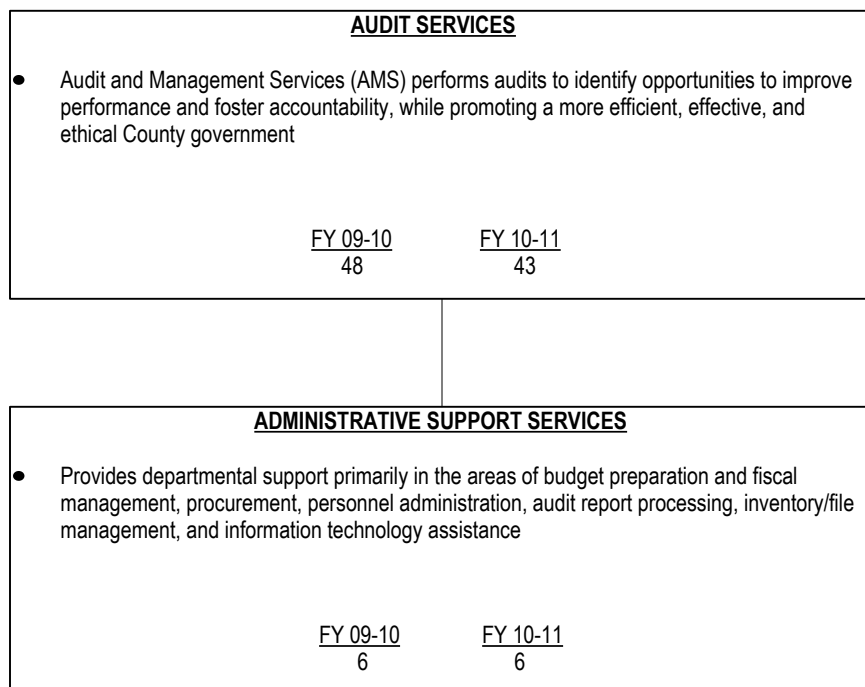 AUDIT SERVICES
● Audit and Management Services (AMS) performs audits to identify opportunities to improve
performance and foster accountability, while promoting a more efficient, effective, and
ethical County government
FY 09-10 FY 10-11
48 43
ADMINISTRATIVE SUPPORT SERVICES
● Provides departmental support primarily in the areas of budget preparation and fiscal
management, procurement, personnel administration, audit report processing, inventory/file
management, and information technology assistance
FY 09-10 FY 10-11
6 6